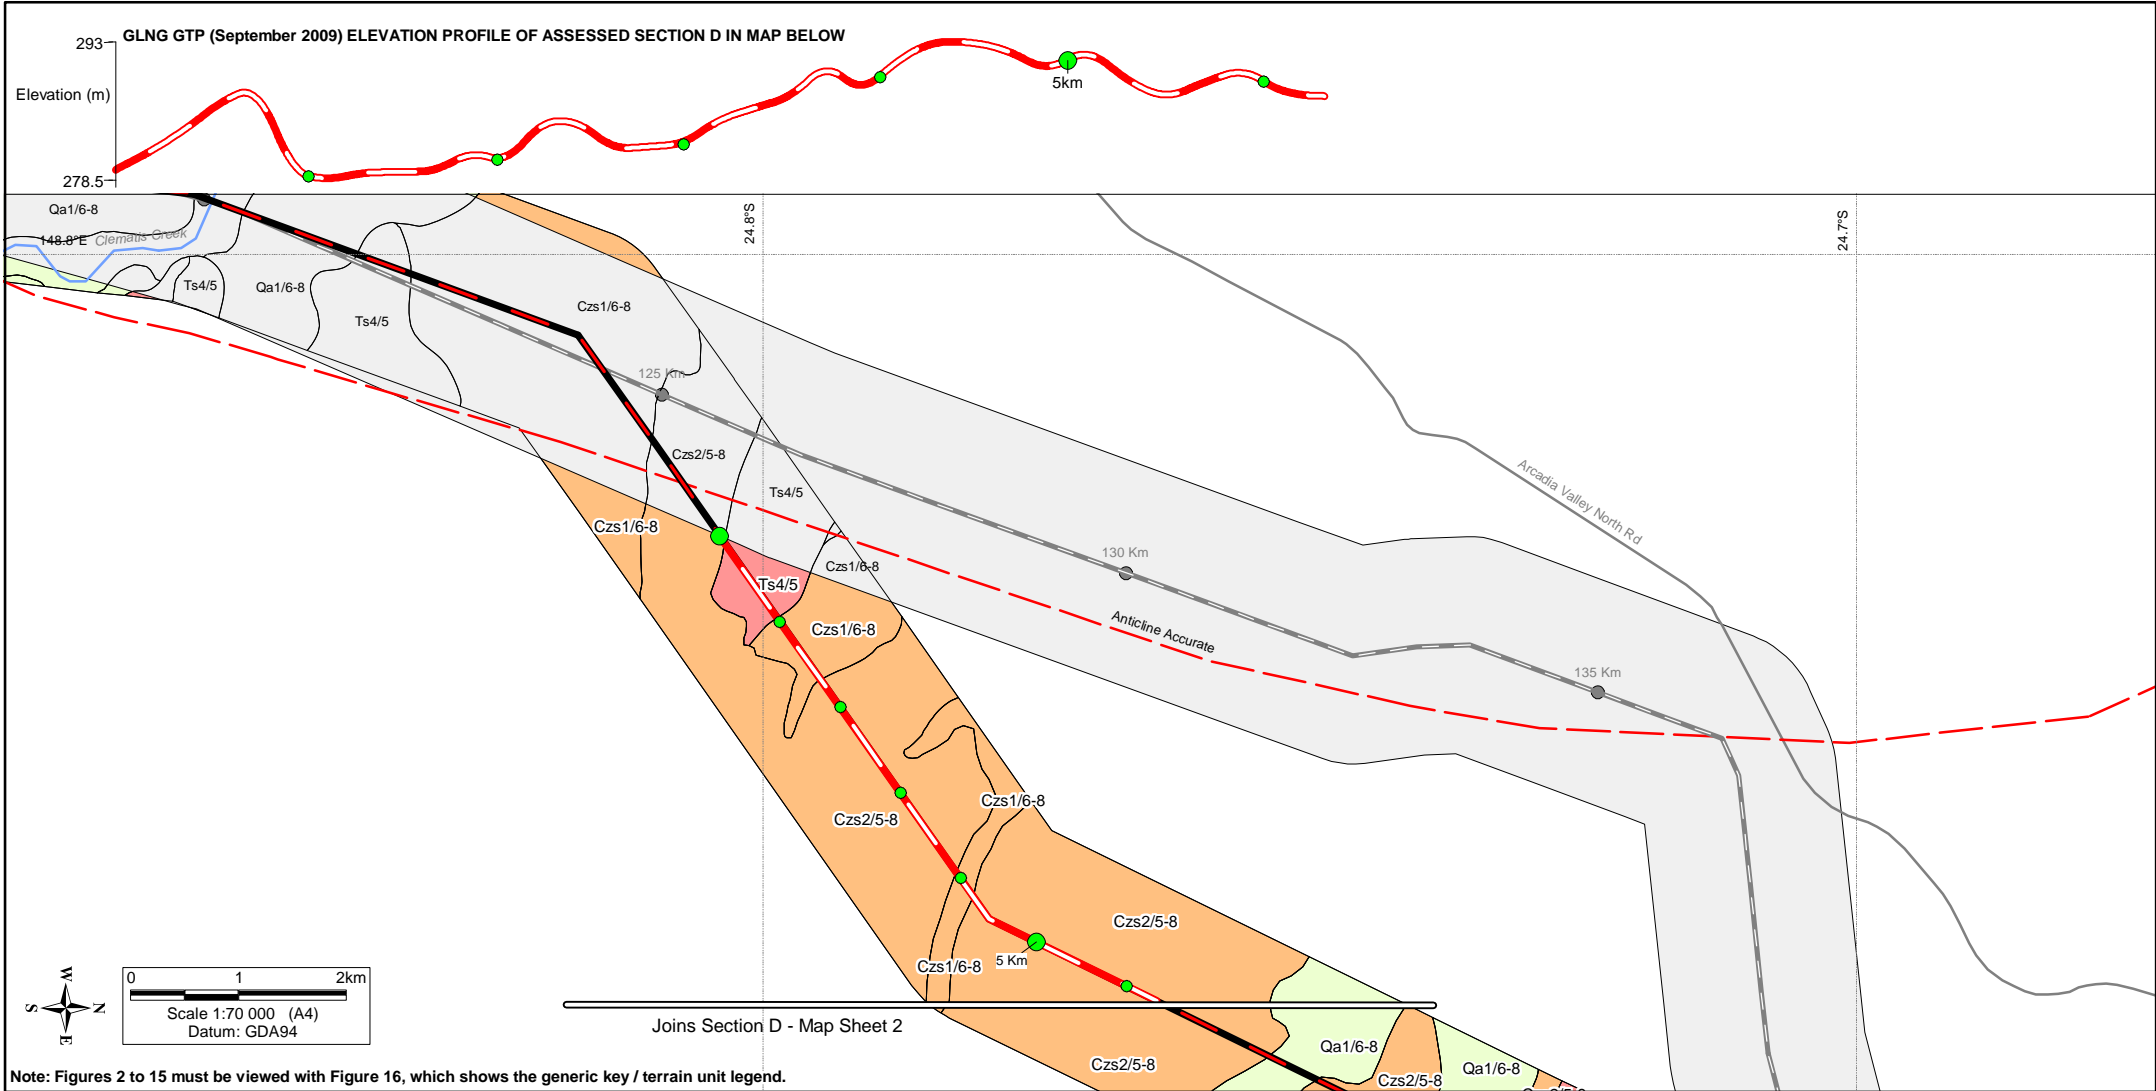 GLNG GTP (September 2009) ELEVATION PROFILE OF ASSESSED SECTION D IN MAP BELOW
293
Elevation (m)
278.5
5km
Qa1/6-8
148.8°E
Clematis Creek
24.8°S
24.7°S
Ts4/5
Qa1/6-8
Ts4/5
Czs1/6-8
125 Km
Czs2/5-8
Ts4/5
Czs1/6-8
Arcadia Valley North Rd
130 Km
Czs1/6-8
Ts4/5
Czs1/6-8
Anticline Accurate
135 Km
Czs1/6-8
Czs2/5-8
Czs2/5-8
Czs1/6-8
5 Km
W
S
N
E
0 1 2km
Scale 1:70 000 (A4)
Datum: GDA94
Joins Section D - Map Sheet 2
Czs2/5-8
Qa1/6-8
Czs2/5-8
Qa1/6-8
Note: Figures 2 to 15 must be viewed with Figure 16, which shows the generic key / terrain unit legend.